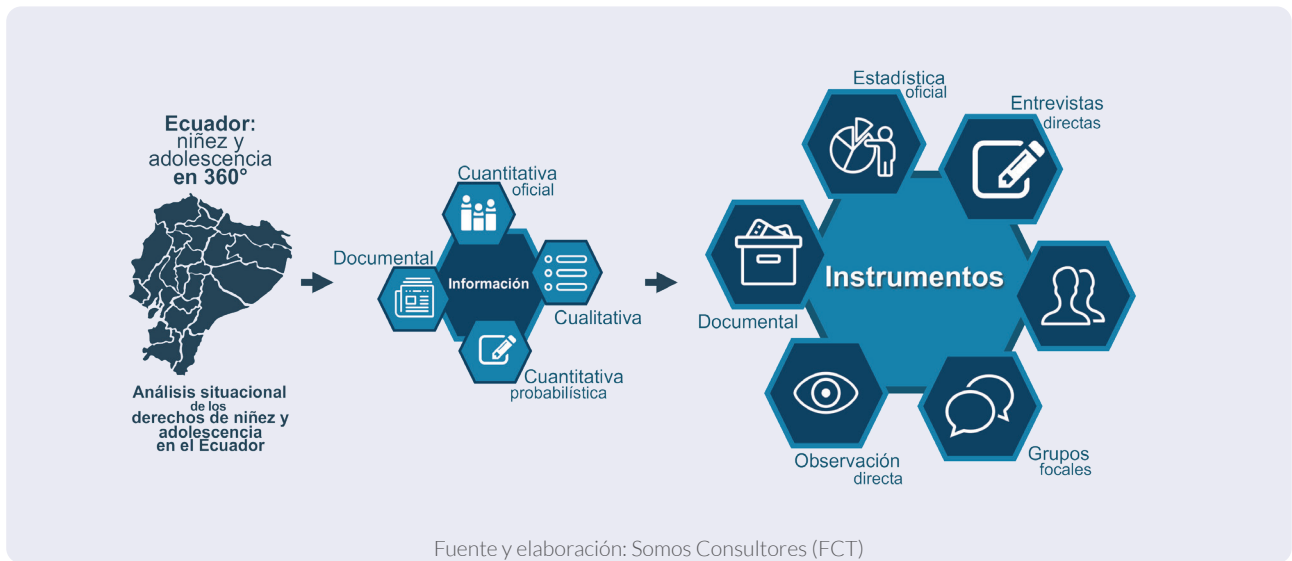 Ecuador:
niñez y
adolescencia
en 360°
Análisis situacional
de los
derechos de niñez y
adolescencia
en el Ecuador
Cuantitativa
oficial
Documental
Información
Cualitativa
Cuantitativa
probabilística
Estadística
oficial
Entrevistas
directas
Instrumentos
Documental
Observación
directa
Grupos
focales
Fuente y elaboración: Somos Consultores (FCT)